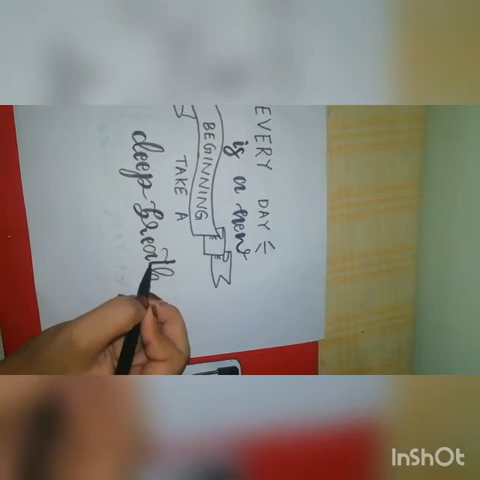 EVERY DAY
is a new
BEGINNING
TAKE A
deep breath
INSHOT